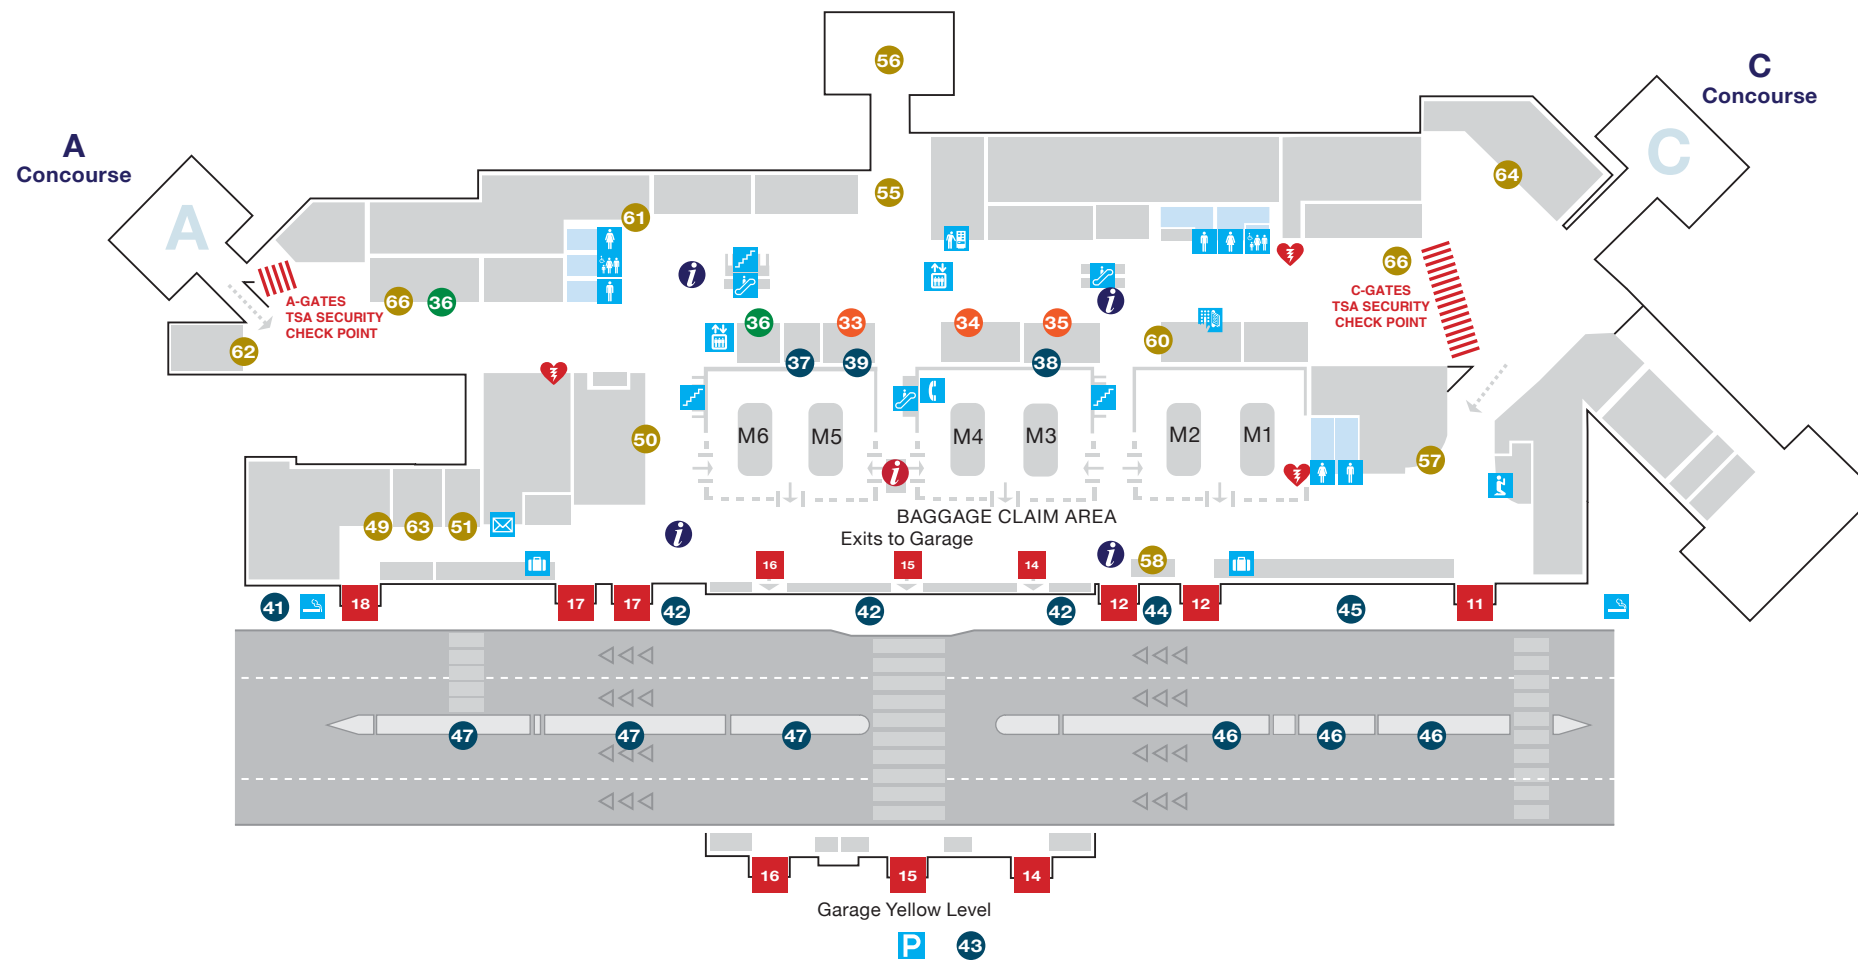 56
C
Concourse
A
Concourse
C
64
55
61
A
66
C-GATES
TSA SECURITY
CHECK POINT
A-GATES
TSA SECURITY
CHECK POINT
66
36
62
36
33
34
35
60
37
39
38
M6
M5
M4
M3
M2
M1
50
57
49
63
51
BAGGAGE CLAIM AREA
Exits to Garage
58
16
15
14
41
18
17
17
42
42
42
12
44
12
45
11
47
47
47
46
46
46
16
15
14
Garage Yellow Level
P
43